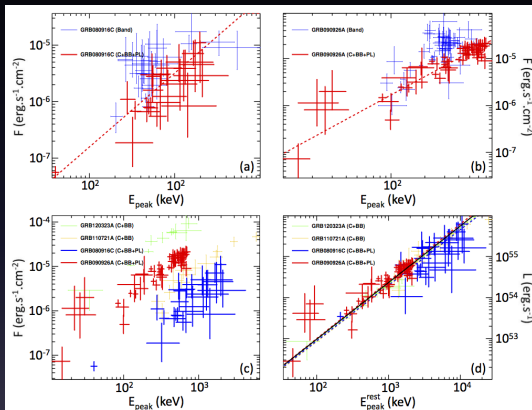 GRB080916C (Band)
GRB080916C (C+BB+PL)
10⁻⁵
10⁻⁶
10⁻⁷
F (erg.s⁻¹.cm⁻²)
(a)
10² 10²
E_peak (keV)
GRB090926A (Band)
GRB090926A (C+BB+PL)
10⁻⁵
10⁻⁶
10⁻⁷
F (erg.s⁻¹.cm⁻²)
(b)
10²
E_peak (keV)
GRB120323A (C+BB)
GRB110721A (C+BB)
GRB080916C (C+BB+PL)
GRB090926A (C+BB+PL)
10⁻⁴
10⁻⁵
10⁻⁶
10⁻⁷
F (erg.s⁻¹.cm⁻²)
(c)
10² 10³
E_peak (keV)
GRB120323A (C+BB)
GRB110721A (C+BB)
GRB080916C (C+BB+PL)
GRB090926A (C+BB+PL)
10⁵⁵
10⁵⁴
10⁵³
L (erg.s⁻¹)
(d)
10² 10³ 10⁴
E_peak^rest (keV)